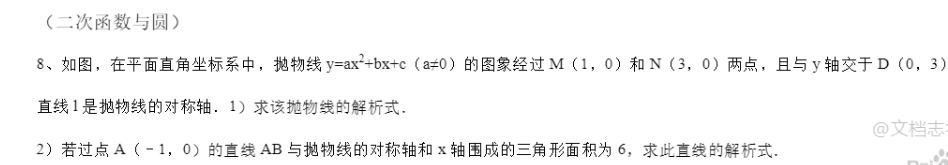 （二次函数与圆）
8、如图，在平面直角坐标系中，抛物线 y=ax²+bx+c（a≠0）的图象经过 M（1，0）和 N（3，0）两点，且与 y 轴交于 D（0，3）
直线 l 是抛物线的对称轴．1）求该抛物线的解析式．
@文档志
2）若过点 A（﹣1，0）的直线 AB 与抛物线的对称轴和 x 轴围成的三角形面积为 6，求此直线的解析式．